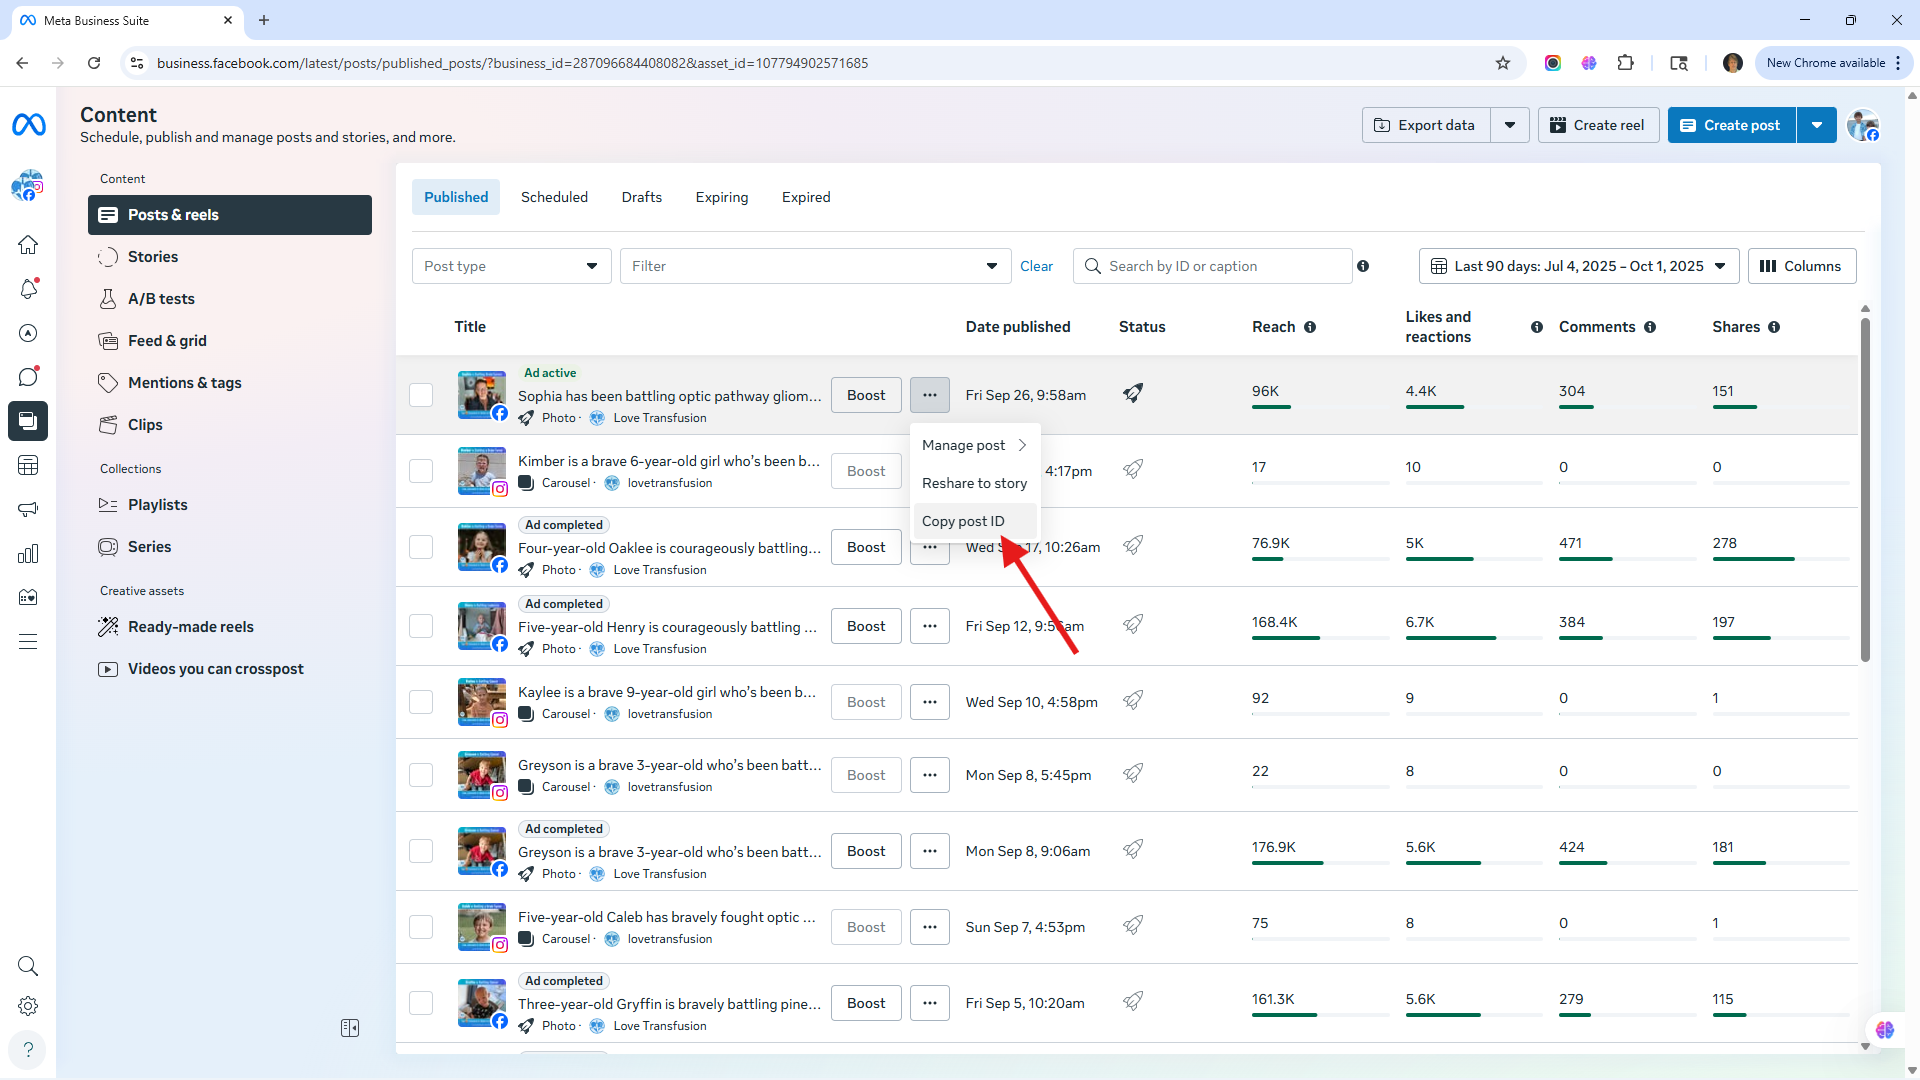 Meta Business Suite
business.facebook.com/latest/posts/published_posts/?business_id=287096684408082&asset_id=107794902571685
New Chrome available
Content
Schedule, publish and manage posts and stories, and more.
Export data
Create reel
Create post
Content
Posts & reels
Stories
A/B tests
Feed & grid
Mentions & tags
Clips
Collections
Playlists
Series
Creative assets
Ready-made reels
Videos you can crosspost
Published Scheduled Drafts Expiring Expired
Post type Filter Clear Search by ID or caption Last 90 days: Jul 4, 2025 – Oct 1, 2025 Columns
Title Date published Status Reach Likes and reactions Comments Shares
Ad active
Sophia has been battling optic pathway gliom... Boost ... Fri Sep 26, 9:58am 96K 4.4K 304 151
Photo · Love Transfusion
Manage post
Reshare to story
Copy post ID
Kimber is a brave 6-year-old girl who's been b... Boost 4:17pm 17 10 0 0
Carousel · lovetransfusion
Ad completed
Four-year-old Oaklee is courageously battling... Boost ... Wed Sep 17, 10:26am 76.9K 5K 471 278
Photo · Love Transfusion
Ad completed
Five-year-old Henry is courageously battling ... Boost ... Fri Sep 12, 9:56am 168.4K 6.7K 384 197
Photo · Love Transfusion
Kaylee is a brave 9-year-old girl who's been b... Boost ... Wed Sep 10, 4:58pm 92 9 0 1
Carousel · lovetransfusion
Greyson is a brave 3-year-old who's been batt... Boost ... Mon Sep 8, 5:45pm 22 8 0 0
Carousel · lovetransfusion
Ad completed
Greyson is a brave 3-year-old who's been batt... Boost ... Mon Sep 8, 9:06am 176.9K 5.6K 424 181
Photo · Love Transfusion
Five-year-old Caleb has bravely fought optic ... Boost ... Sun Sep 7, 4:53pm 75 8 0 1
Carousel · lovetransfusion
Ad completed
Three-year-old Gryffin is bravely battling pine... Boost ... Fri Sep 5, 10:20am 161.3K 5.6K 279 115
Photo · Love Transfusion